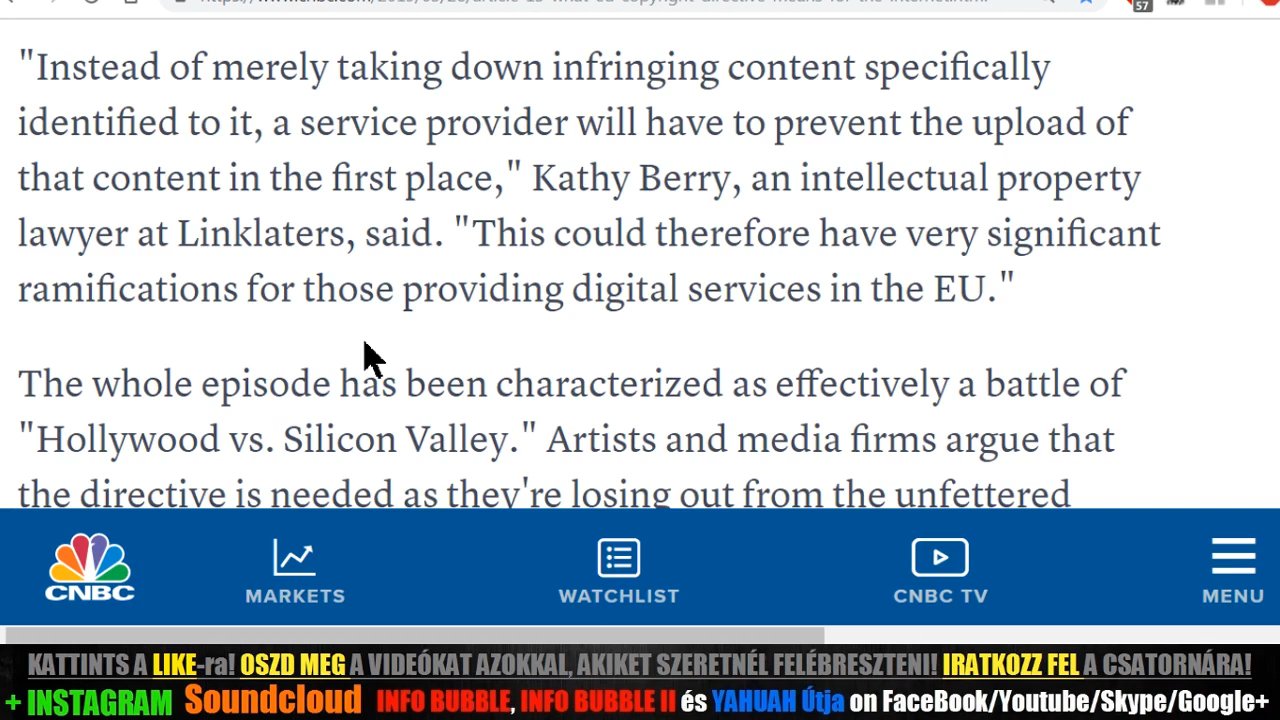 57
"Instead of merely taking down infringing content specifically
identified to it, a service provider will have to prevent the upload of
that content in the first place," Kathy Berry, an intellectual property
lawyer at Linklaters, said. "This could therefore have very significant
ramifications for those providing digital services in the EU."
The whole episode has been characterized as effectively a battle of
"Hollywood vs. Silicon Valley." Artists and media firms argue that
the directive is needed as they're losing out from the unfettered
CNBC
MARKETS
WATCHLIST
CNBC TV
MENU
KATTINTS A LIKE-ra! OSZD MEG A VIDEÓKAT AZOKKAL, AKIKET SZERETNÉL FELÉBRESZTENI! IRATKOZZ FEL A CSATORNÁRA!
+ INSTAGRAM Soundcloud INFO BUBBLE, INFO BUBBLE II és YAHUAH Útja on FaceBook/Youtube/Skype/Google+